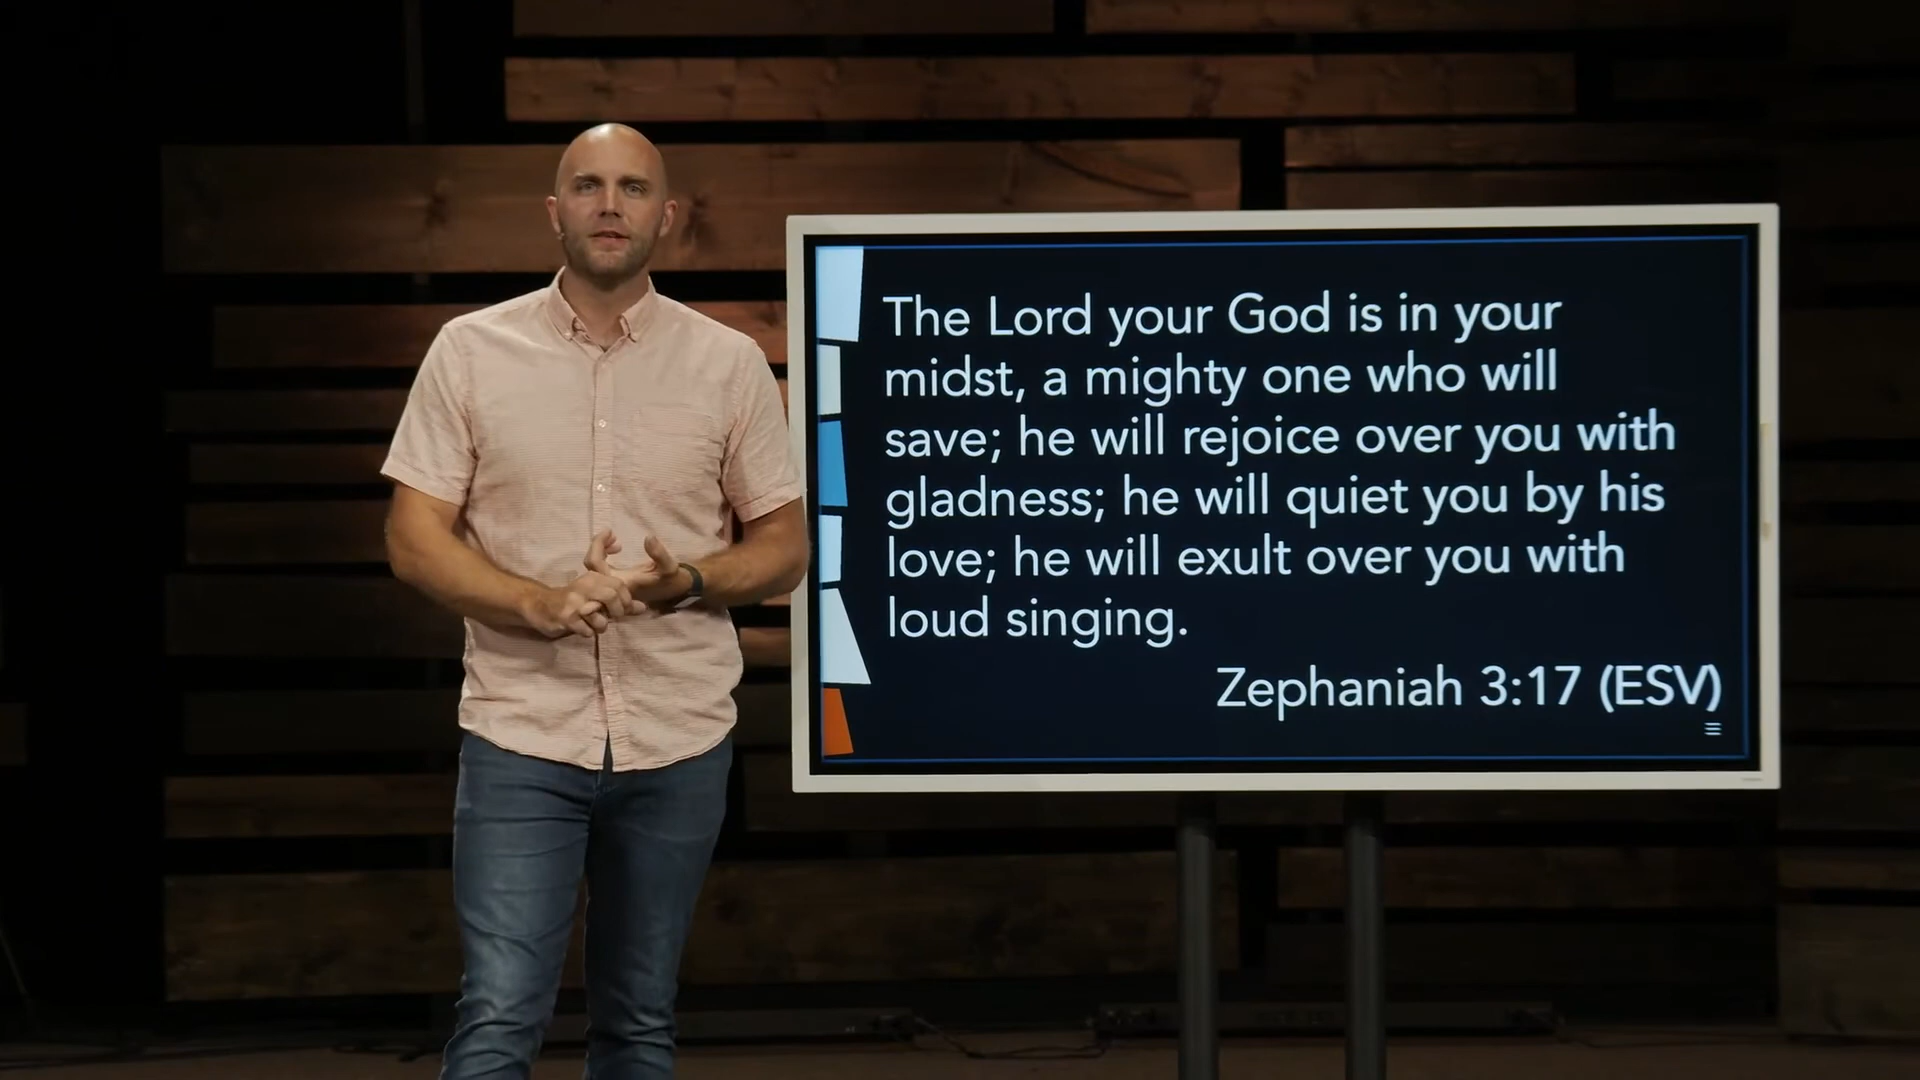 The Lord your God is in your
midst, a mighty one who will
save; he will rejoice over you with
gladness; he will quiet you by his
love; he will exult over you with
loud singing.
Zephaniah 3:17 (ESV)